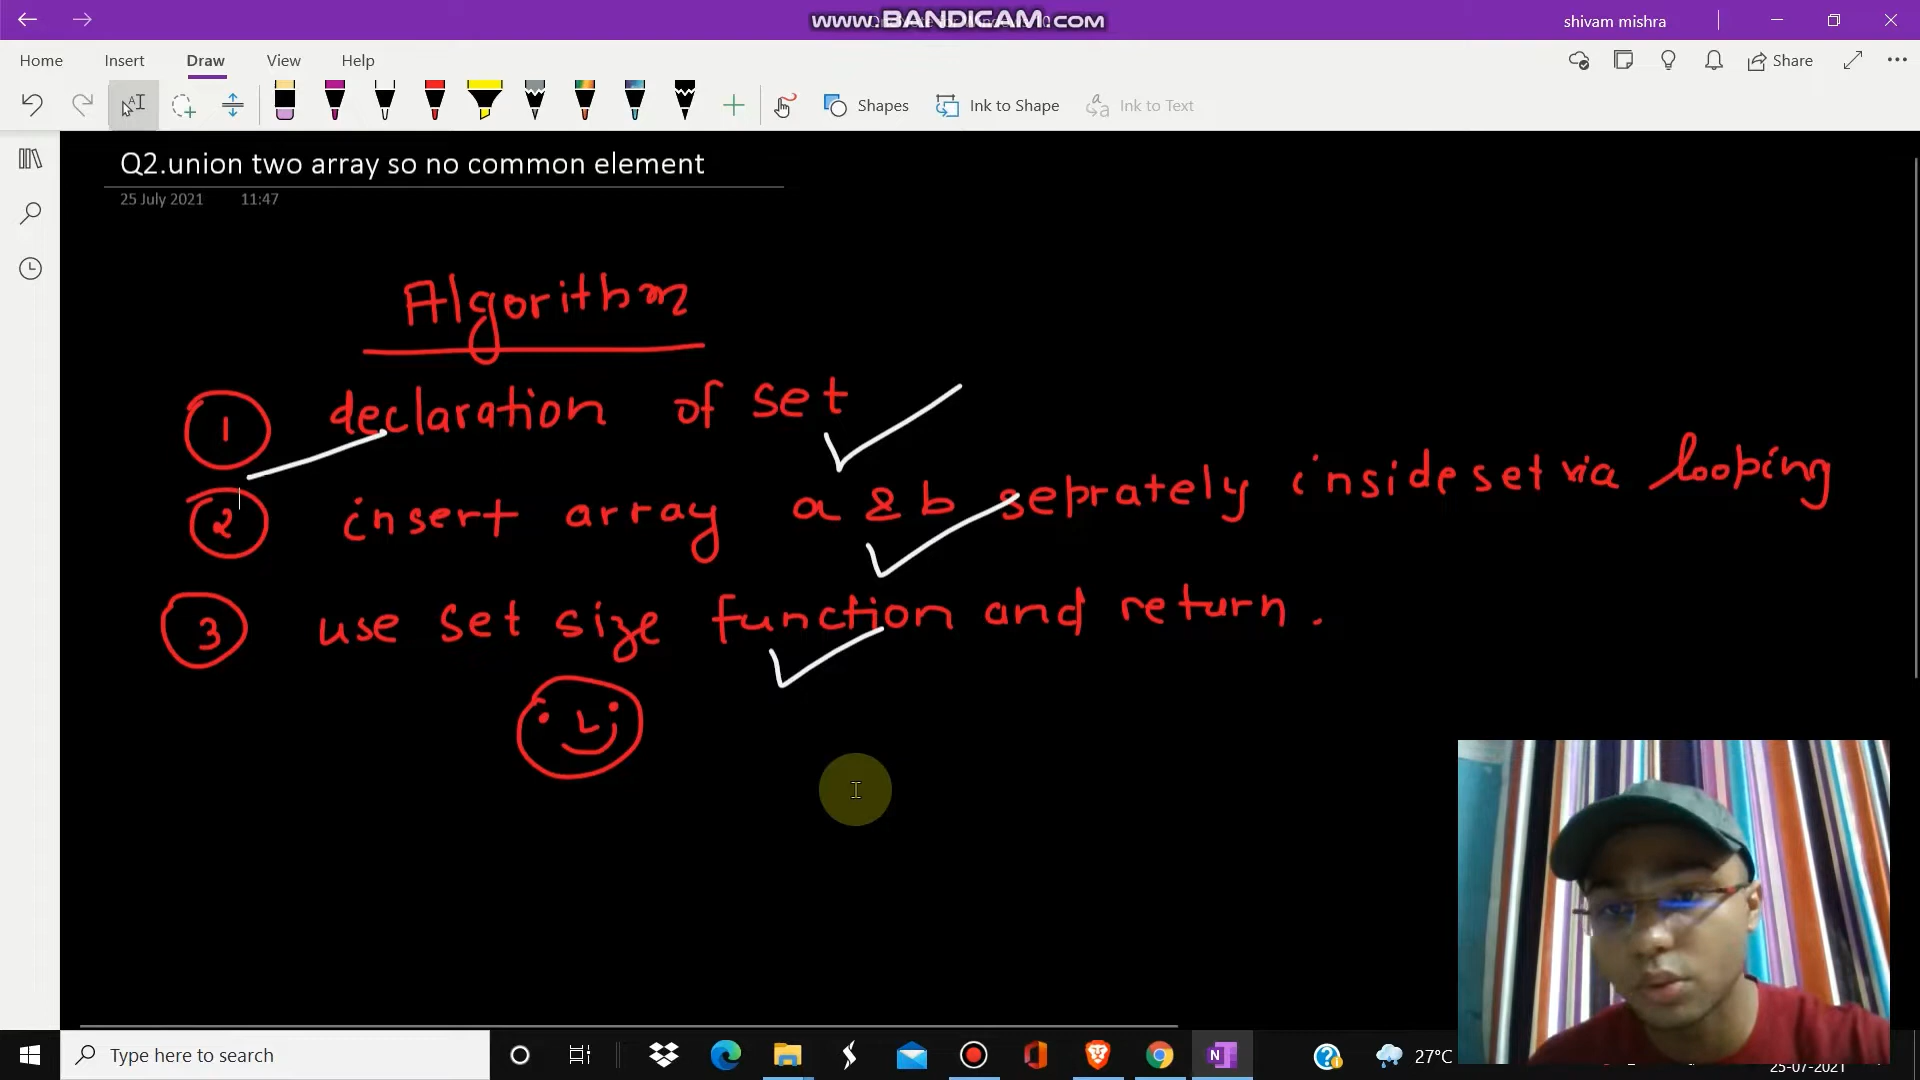 www.BANDICAM.com
shivam mishra
Home Insert Draw View Help
Share
Shapes Ink to Shape Ink to Text
Q2.union two array so no common element
25 July 2021 11:47
Algorithm
1 declaration of set
2 insert array a & b seprately inside set via looping
3 use set size function and return.
Type here to search
27°C
25-07-2021